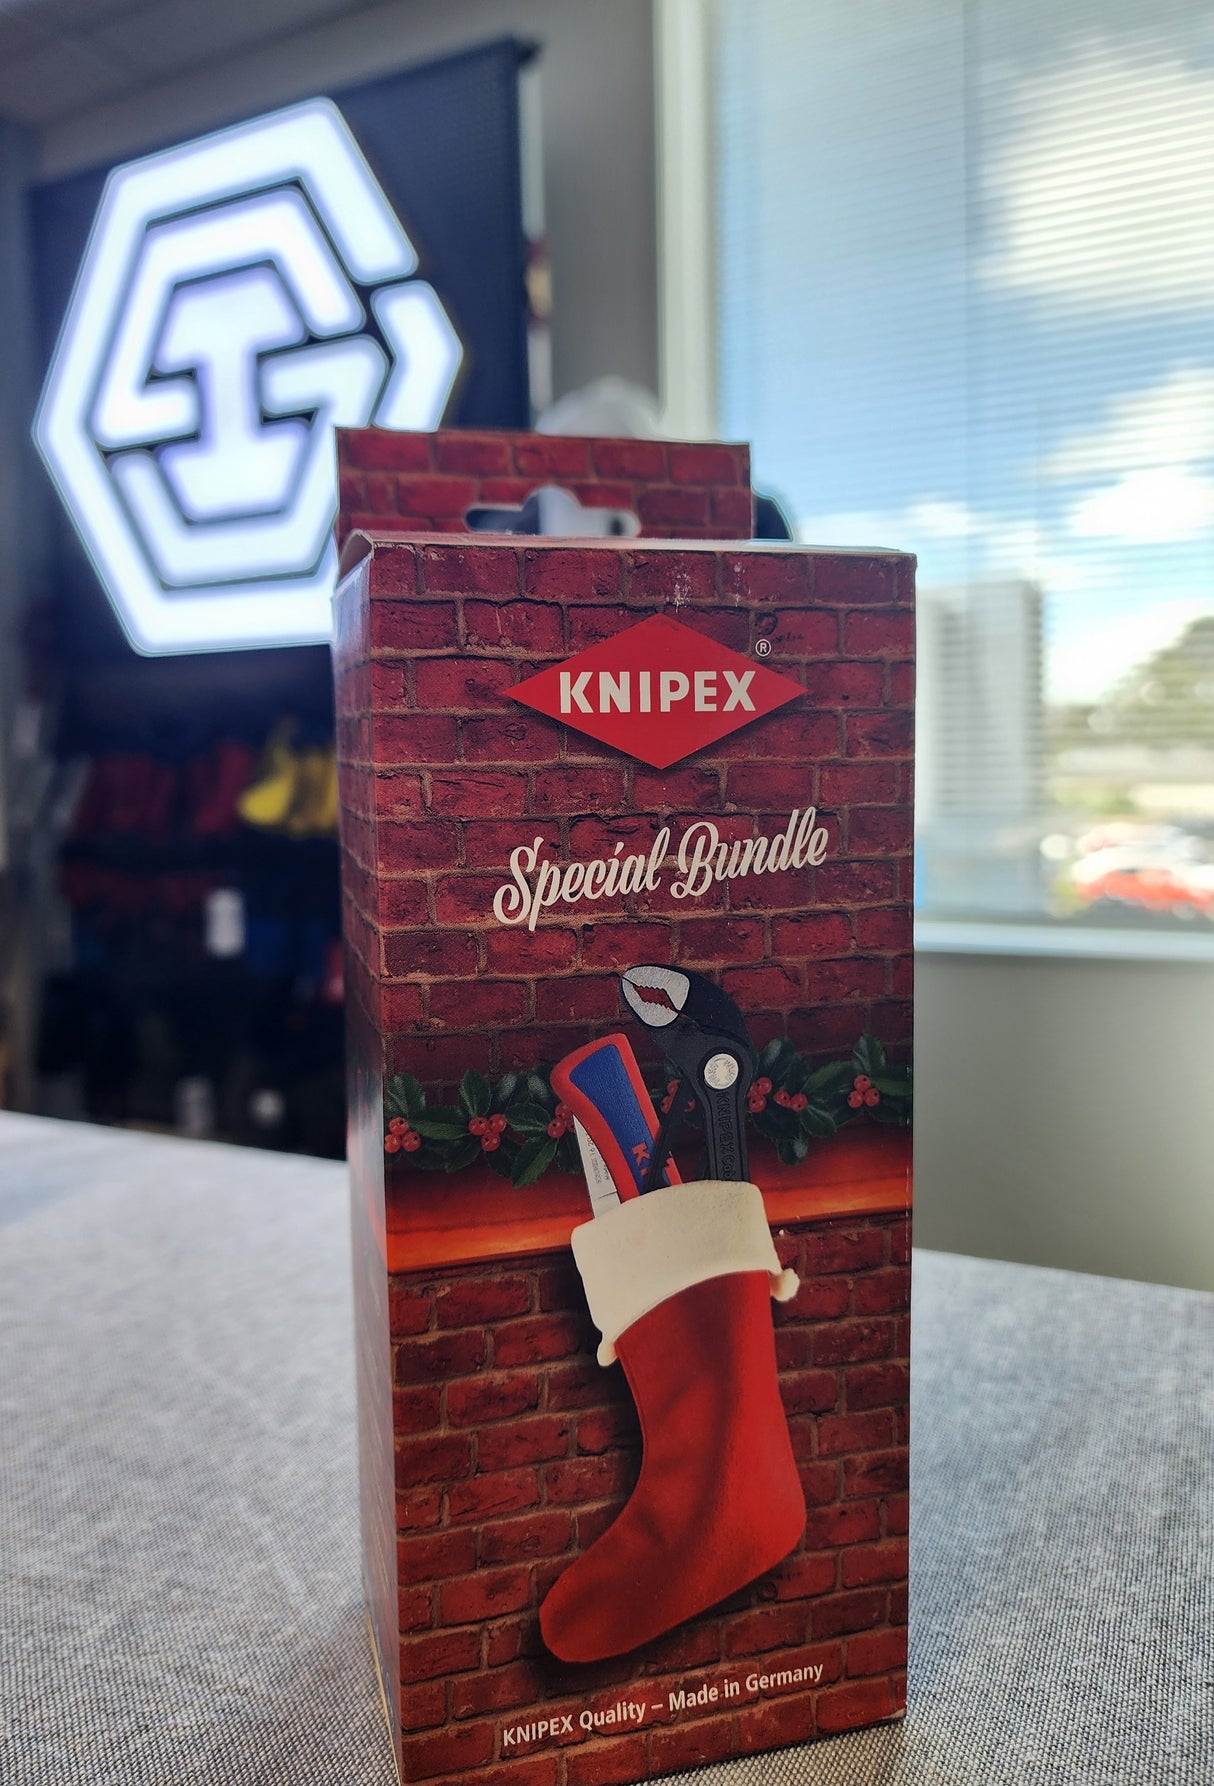 KNIPEX®
Special Bundle
KNIPEX Quality – Made in Germany